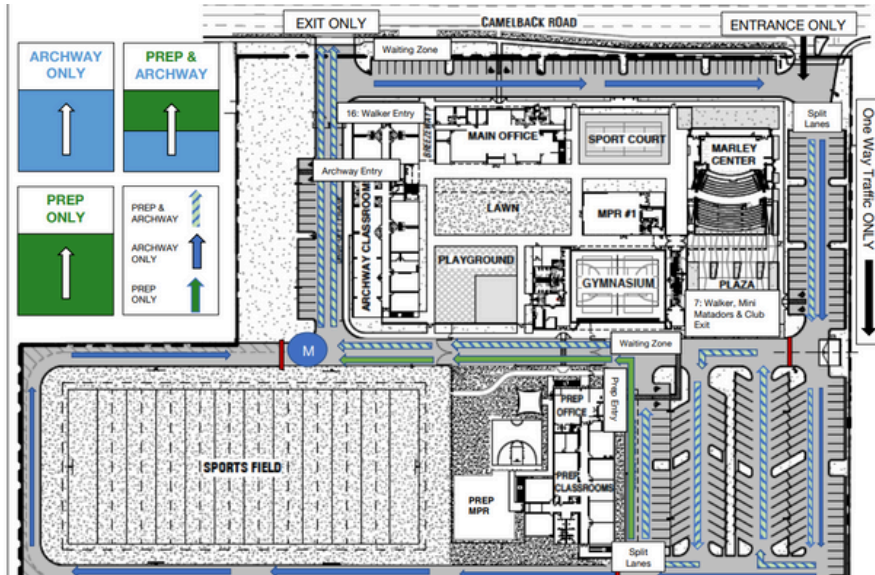 EXIT ONLY
CAMELBACK ROAD
ENTRANCE ONLY
ARCHWAY
ONLY
PREP &
ARCHWAY
Waiting Zone
16: Walker Entry
BREEZEWAY
MAIN OFFICE
SPORT COURT
MARLEY
CENTER
Split
Lanes
One Way Traffic ONLY
Archway Entry
ARCHWAY CLASSROOM
LAWN
MPR #1
PREP
ONLY
PREP &
ARCHWAY
ARCHWAY
ONLY
PREP
ONLY
PLAYGROUND
GYMNASIUM
PLAZA
7: Walker, Mini
Matadors & Club
Exit
M
Waiting Zone
Prep Entry
PREP
OFFICE
SPORTS FIELD
PREP
CLASSROOMS
PREP
MPR
Split
Lanes